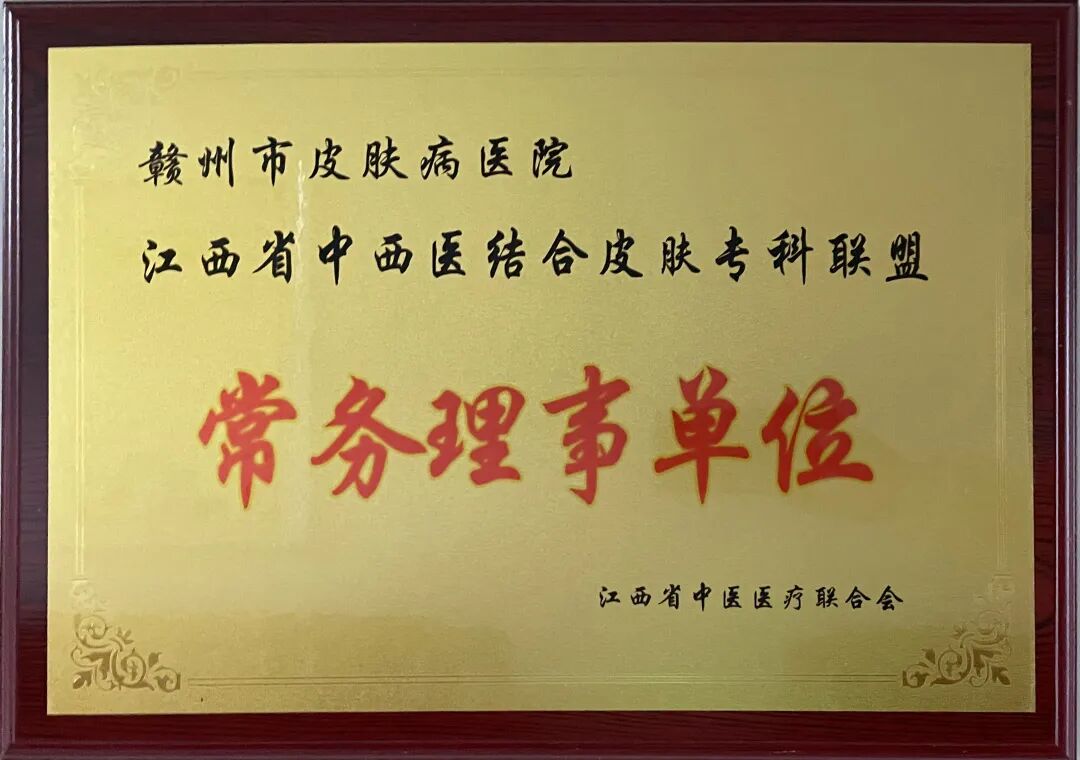 赣州市皮肤病医院
江西省中西医结合皮肤专科联盟
常务理事单位
江西省中医医疗联合会